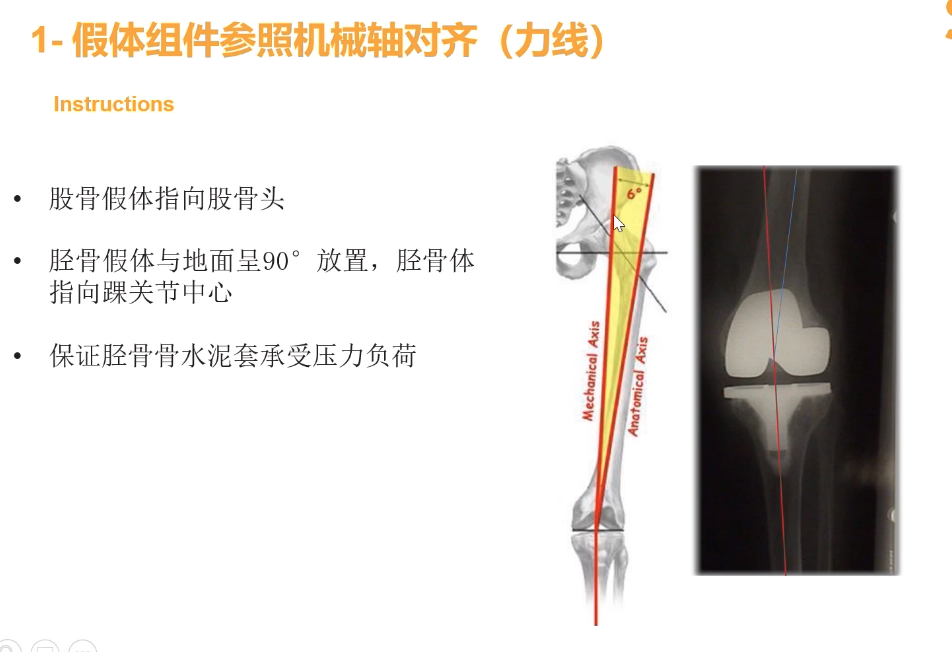 1- 假体组件参照机械轴对齐（力线）
Instructions
• 股骨假体指向股骨头
• 胫骨假体与地面呈90°放置，胫骨体
指向踝关节中心
• 保证胫骨骨水泥套承受压力负荷
6°
Mechanical Axis
Anatomical Axis